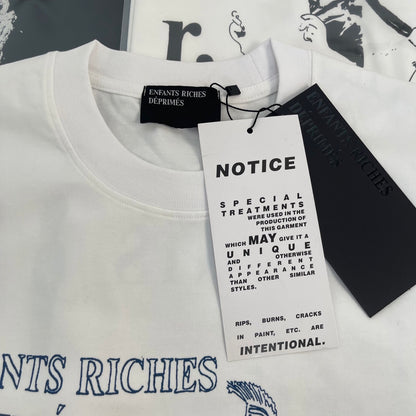 r.
ENFANTS RICHES
DÉPRIMÉS
ENFANTS RICHES
DÉPRIMÉS
NOTICE
SPECIAL
TREATMENTS
WERE USED IN THE
PRODUCTION OF
THIS GARMENT
WHICH MAY GIVE IT A
UNIQUE
AND OTHERWISE
DIFFERENT
APPEARANCE
THAN OTHER SIMILAR
STYLES.
RIPS, BURNS, CRACKS
IN PAINT, ETC. ARE
INTENTIONAL.
ANTS RICHES